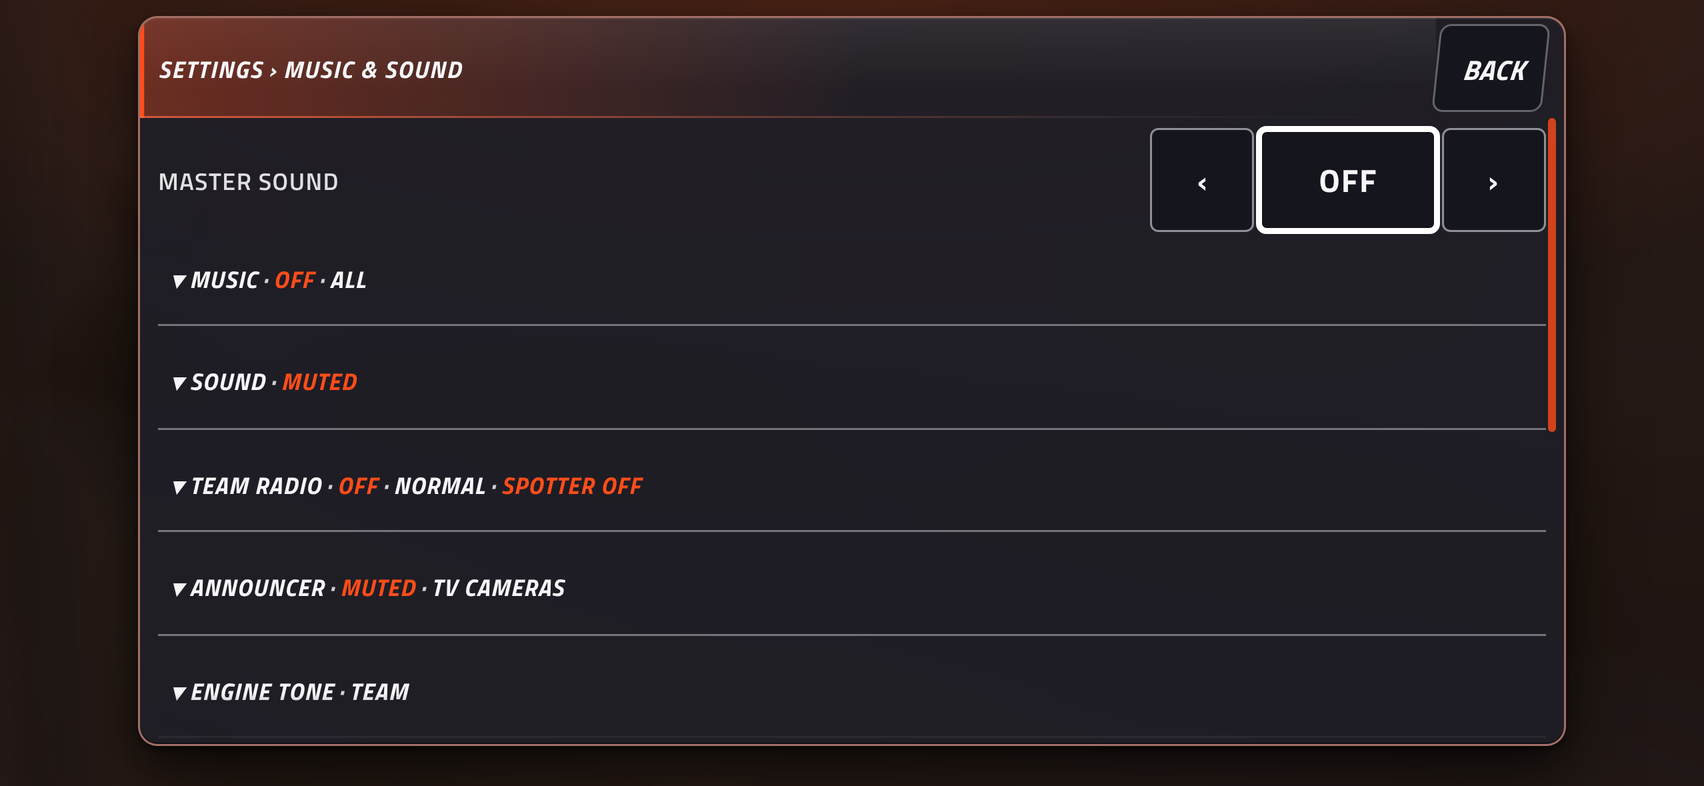 SETTINGS › MUSIC & SOUND
BACK
MASTER SOUND
‹ OFF ›
▼ MUSIC · OFF · ALL
▼ SOUND · MUTED
▼ TEAM RADIO · OFF · NORMAL · SPOTTER OFF
▼ ANNOUNCER · MUTED · TV CAMERAS
▼ ENGINE TONE · TEAM